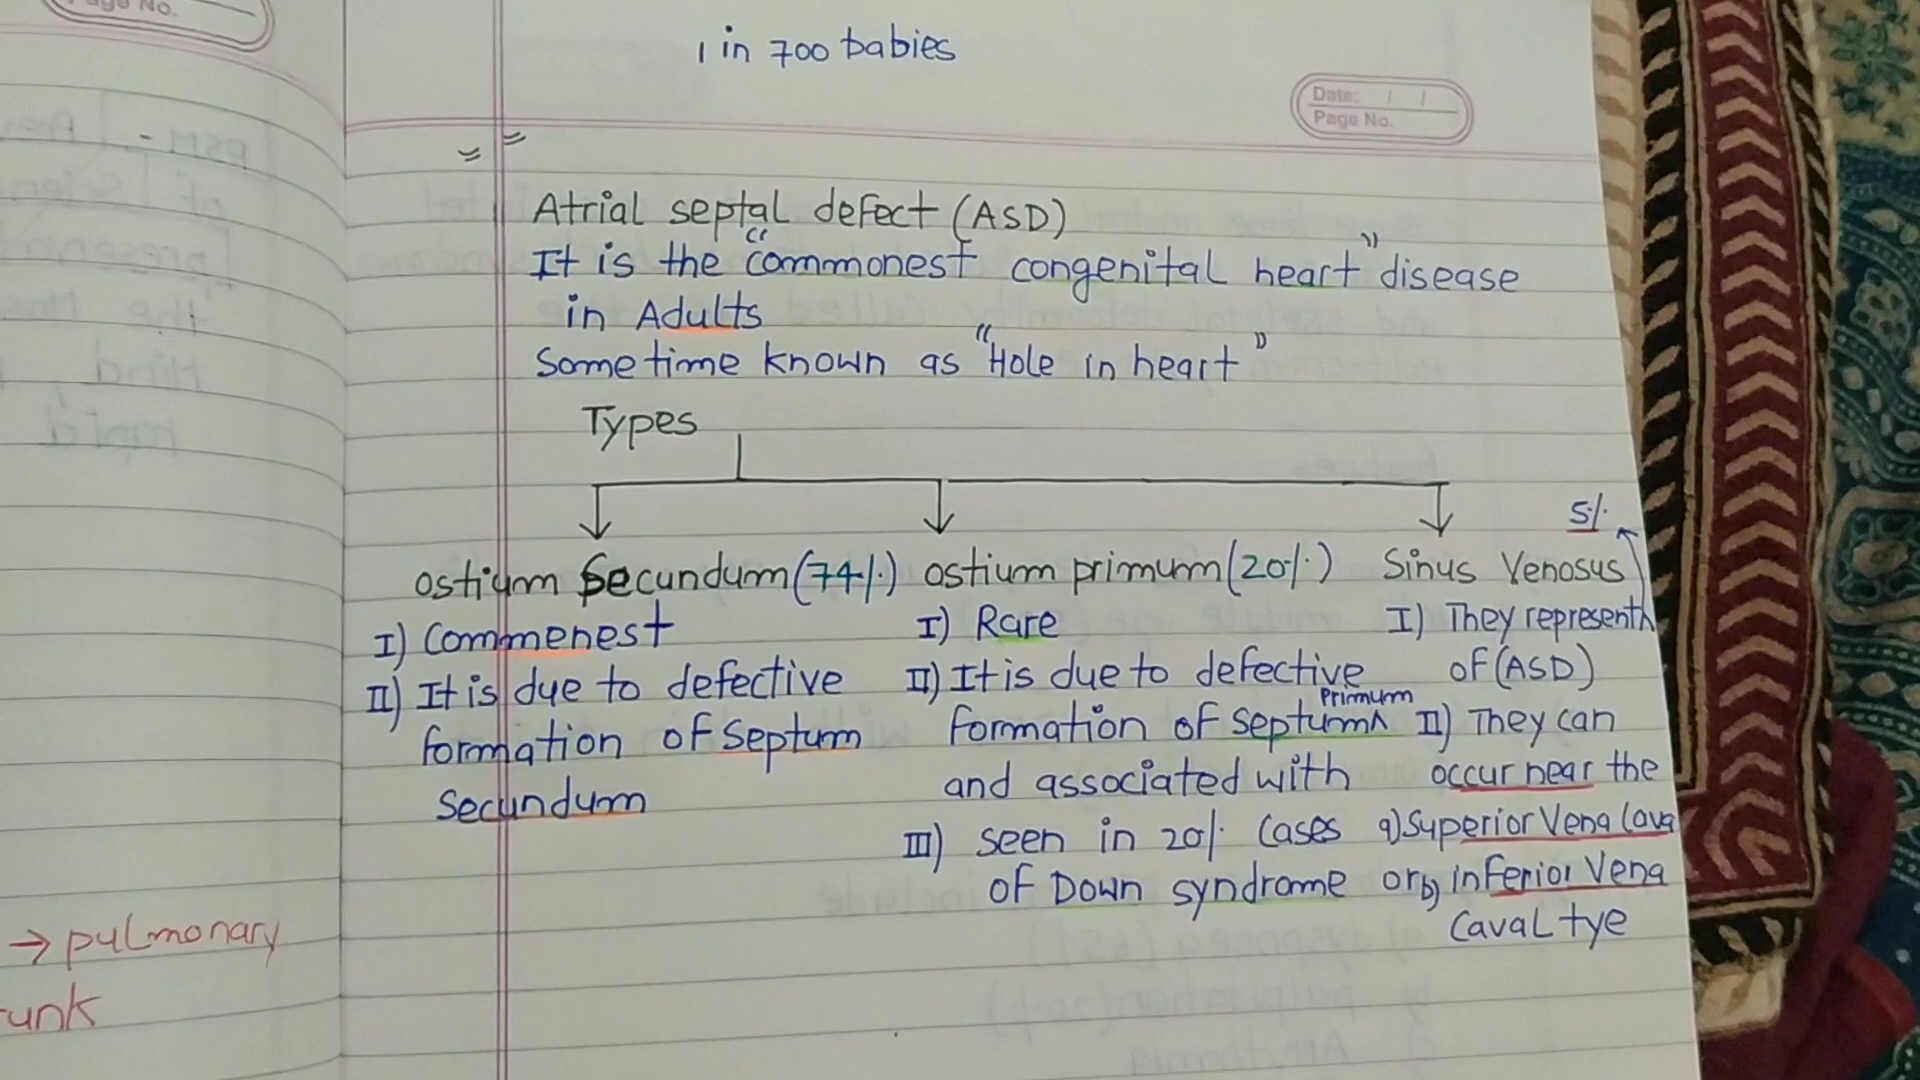 Page No.
1 in 700 babies
Date: / /
Page No.
Atrial septal defect (ASD)
It is the "commonest congenital heart" disease
in Adults
Sometime known as "Hole in heart"
Types
5%
ostium Secundum (74%) ostium primum (20%) Sinus Venosus
I) Commenest
II) It is due to defective
formation of Septum
Secundum
I) Rare
II) It is due to defective
formation of septum Primum
and associated with
III) seen in 20% Cases
of Down syndrome
I) They represent
of (ASD)
II) They can
occur near the
a) Superior Vena Cava
or b) inferior Vena
Caval tye
→ pulmonary
unk